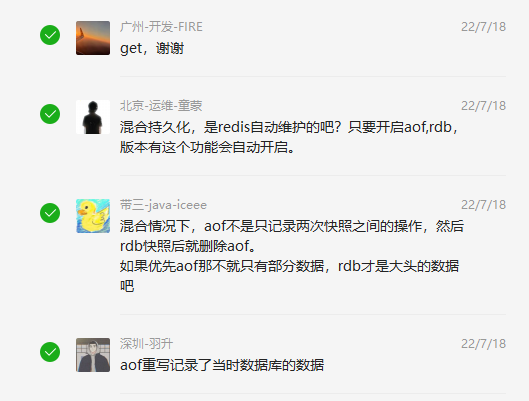 广州-开发-FIRE 22/7/18
get，谢谢
北京-运维-童蒙 22/7/18
混合持久化，是redis自动维护的吧？只要开启aof,rdb，
版本有这个功能会自动开启。
带三-java-iceee 22/7/18
混合情况下，aof不是只记录两次快照之间的操作，然后
rdb快照后就删除aof。
如果优先aof那不就只有部分数据，rdb才是大头的数据
吧
深圳-羽升 22/7/18
aof重写记录了当时数据库的数据